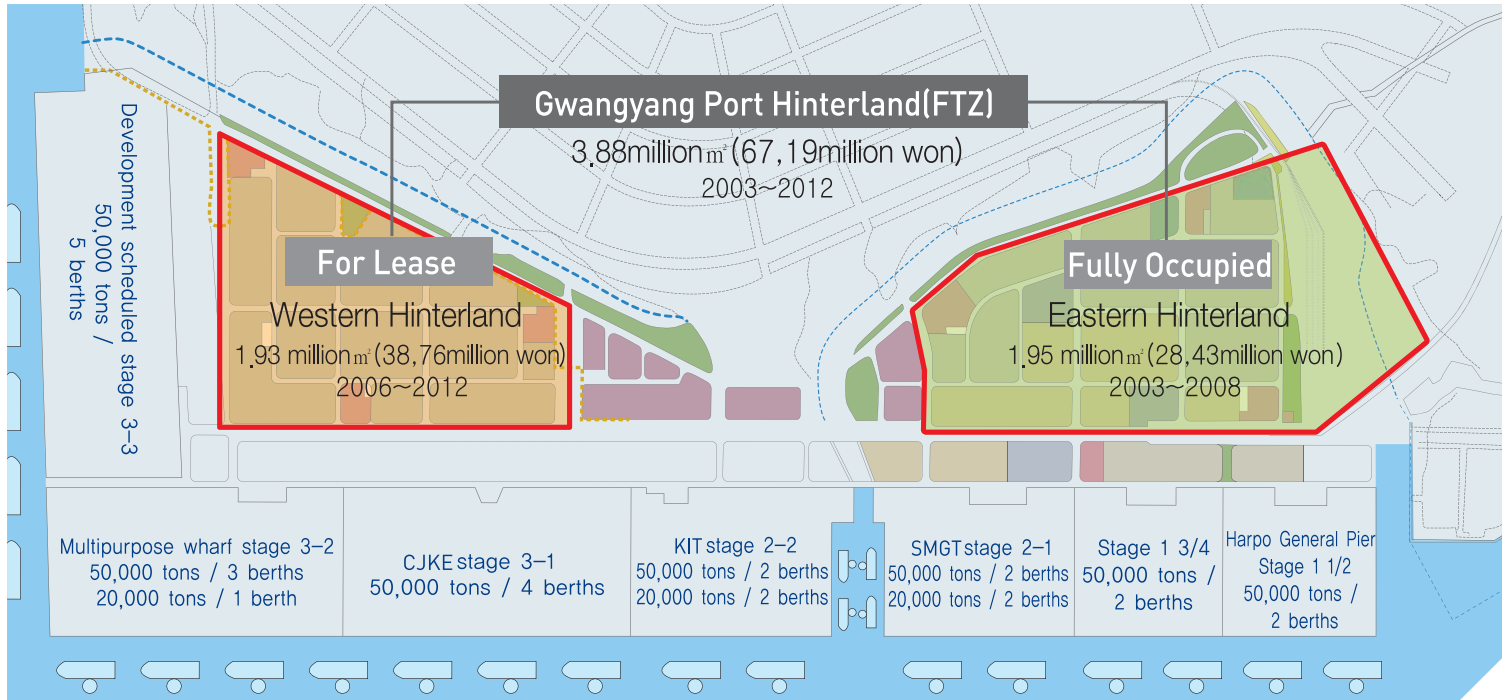 Gwangyang Port Hinterland(FTZ)
3.88million㎡(67,19million won)
2003~2012
For Lease
Western Hinterland
1.93 million㎡(38,76million won)
2006~2012
Fully Occupied
Eastern Hinterland
1.95 million㎡(28,43million won)
2003~2008
Development scheduled stage 3-3
50,000 tons /
5 berths
Multipurpose wharf stage 3-2
50,000 tons / 3 berths
20,000 tons / 1 berth
CJKE stage 3-1
50,000 tons / 4 berths
KIT stage 2-2
50,000 tons / 2 berths
20,000 tons / 2 berths
SMGT stage 2-1
50,000 tons / 2 berths
20,000 tons / 2 berths
Stage 1 3/4
50,000 tons /
2 berths
Harpo General Pier
Stage 1 1/2
50,000 tons /
2 berths